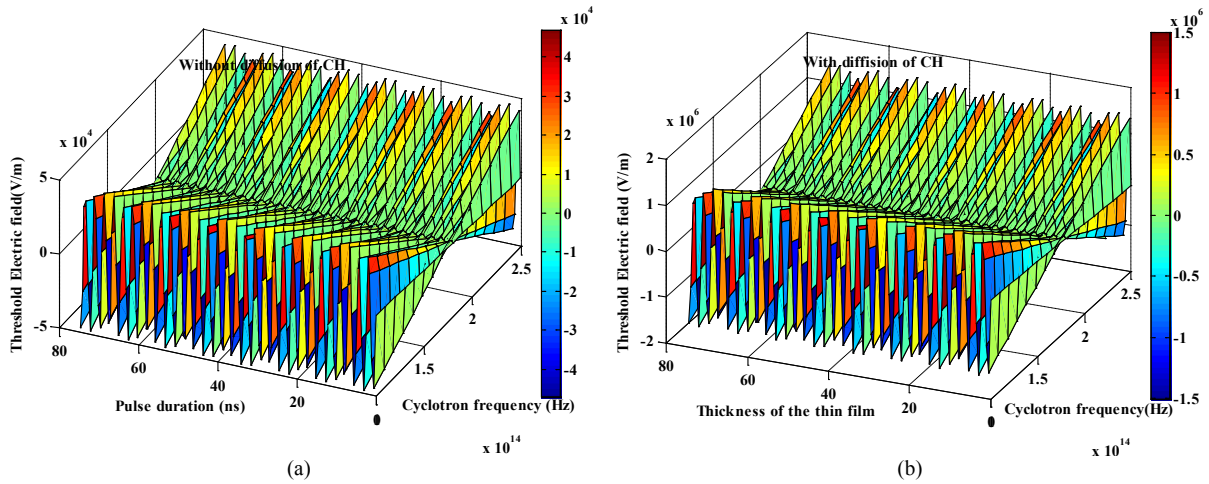 x 10^4
x 10^6
Without diffusion of CH
With diffision of CH
x 10^4
x 10^6
Threshold Electric field(V/m)
5
0
-5
80
60
40
20
0
1.5
2
2.5
Pulse duration (ns)
Cyclotron frequency (Hz)
x 10^14
4
3
2
1
0
-1
-2
-3
-4
(a)
Threshold Electric field (V/m)
2
1
0
-1
-2
80
60
40
20
0
1.5
2
2.5
Thickness of the thin film
Cyclotron frequency(Hz)
x 10^14
1.5
1
0.5
0
-0.5
-1
-1.5
(b)